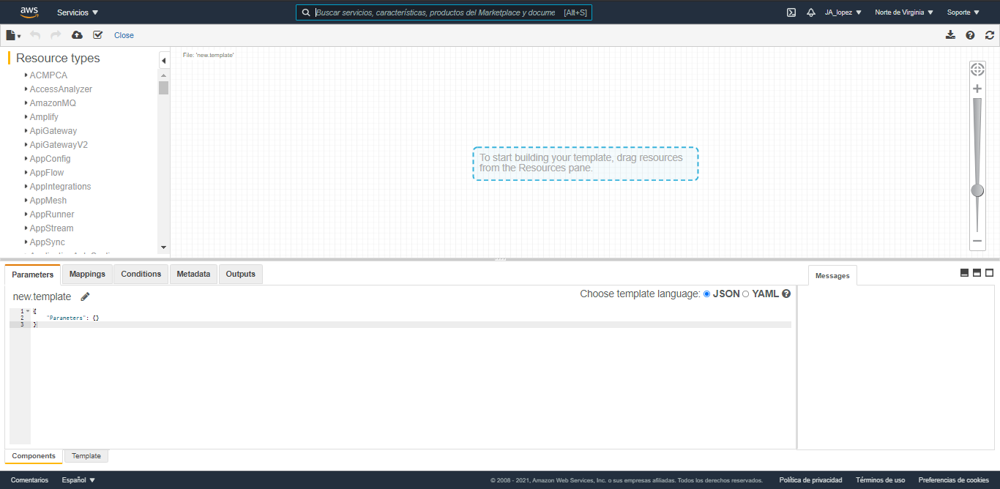 aws
Servicios
Buscar servicios, características, productos del Marketplace y docume
[Alt+S]
JA_lopez
Norte de Virginia
Soporte
Close
Resource types
ACMPCA
AccessAnalyzer
AmazonMQ
Amplify
ApiGateway
ApiGatewayV2
AppConfig
AppFlow
AppIntegrations
AppMesh
AppRunner
AppStream
AppSync
File: 'new.template'
To start building your template, drag resources
from the Resources pane.
Parameters
Mappings
Conditions
Metadata
Outputs
Messages
new.template
Choose template language: JSON YAML
1 {
2 "Parameters": {}
3 }
Components
Template
Comentarios
Español
© 2008 - 2021, Amazon Web Services, Inc. o sus empresas afiliadas. Todos los derechos reservados.
Política de privacidad
Términos de uso
Preferencias de cookies